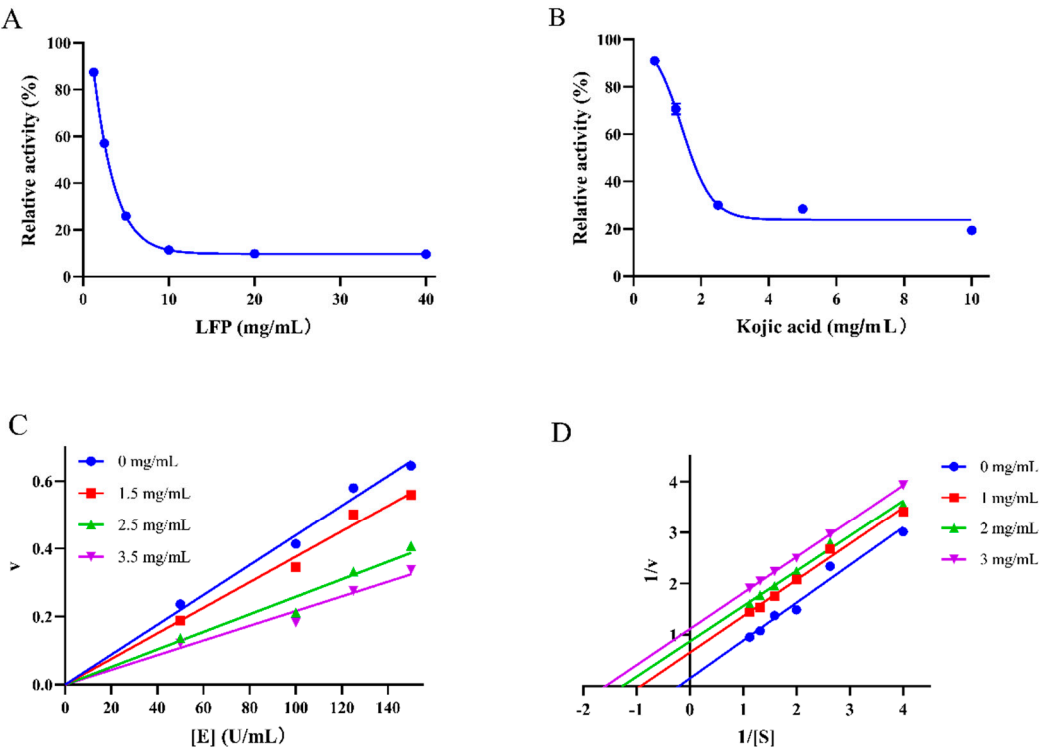 A
100
80
60
40
20
0
Relative activity (%)
0 10 20 30 40
LFP (mg/mL)
B
100
80
60
40
20
0
Relative activity (%)
0 2 4 6 8 10
Kojic acid (mg/mL)
C
0.6
0.4
0.2
0.0
v
0 mg/mL
1.5 mg/mL
2.5 mg/mL
3.5 mg/mL
0 20 40 60 80 100 120 140
[E] (U/mL)
D
4
3
2
1
1/v
0 mg/mL
1 mg/mL
2 mg/mL
3 mg/mL
-2 -1 0 1 2 3 4
1/[S]